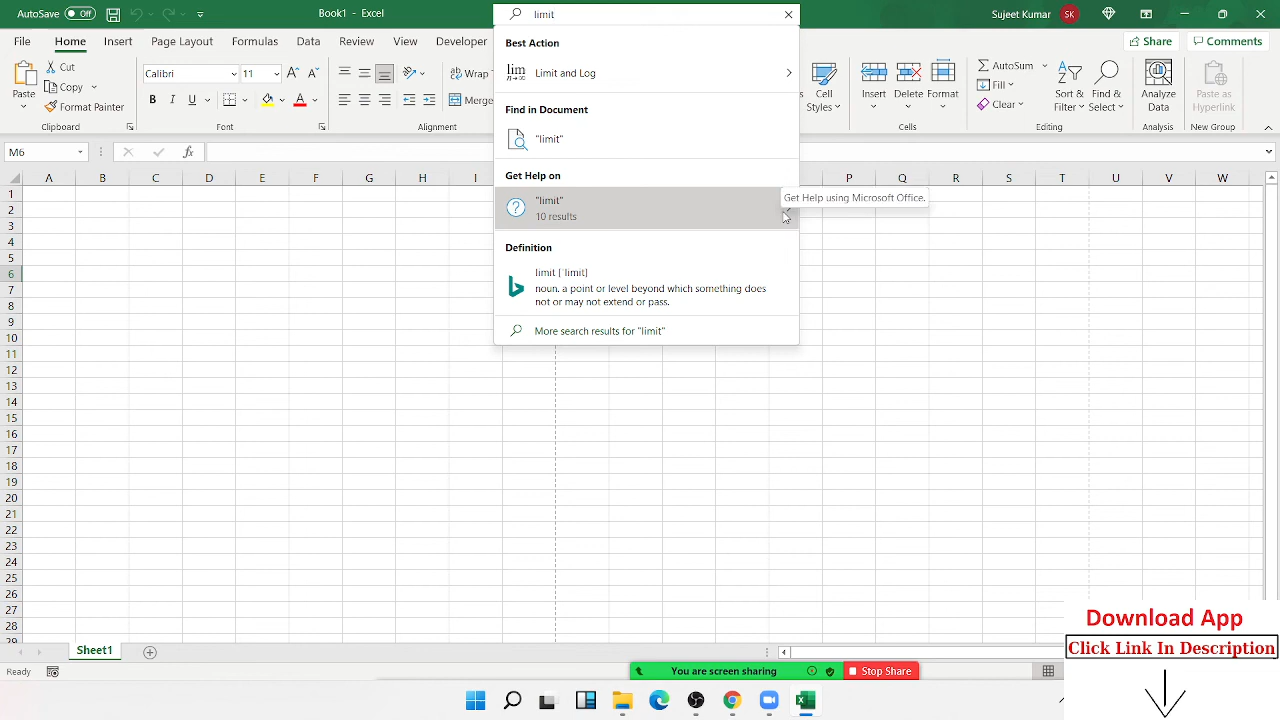 AutoSave Off
Book1 - Excel
limit
Sujeet Kumar SK
File Home Insert Page Layout Formulas Data Review View Developer
Share Comments
Best Action
lim Limit and Log
Find in Document
"limit"
Get Help on
"limit"
10 results
Get Help using Microsoft Office.
Definition
limit ['limit]
noun. a point or level beyond which something does
not or may not extend or pass.
More search results for "limit"
Paste
Cut
Copy
Format Painter
Clipboard
Calibri 11
B I U
Font
Wrap
Merge
Alignment
Cell
Styles
Insert Delete Format
Cells
AutoSum
Fill
Clear
Sort &
Filter
Find &
Select
Editing
Analyze
Data
Analysis
Paste as
Hyperlink
New Group
M6
fx
A B C D E F G H I P Q R S T U V W
1
2
3
4
5
6
7
8
9
10
11
12
13
14
15
16
17
18
19
20
21
22
23
24
25
26
27
28
29
Sheet1
Ready
You are screen sharing
Stop Share
Download App
Click Link In Description